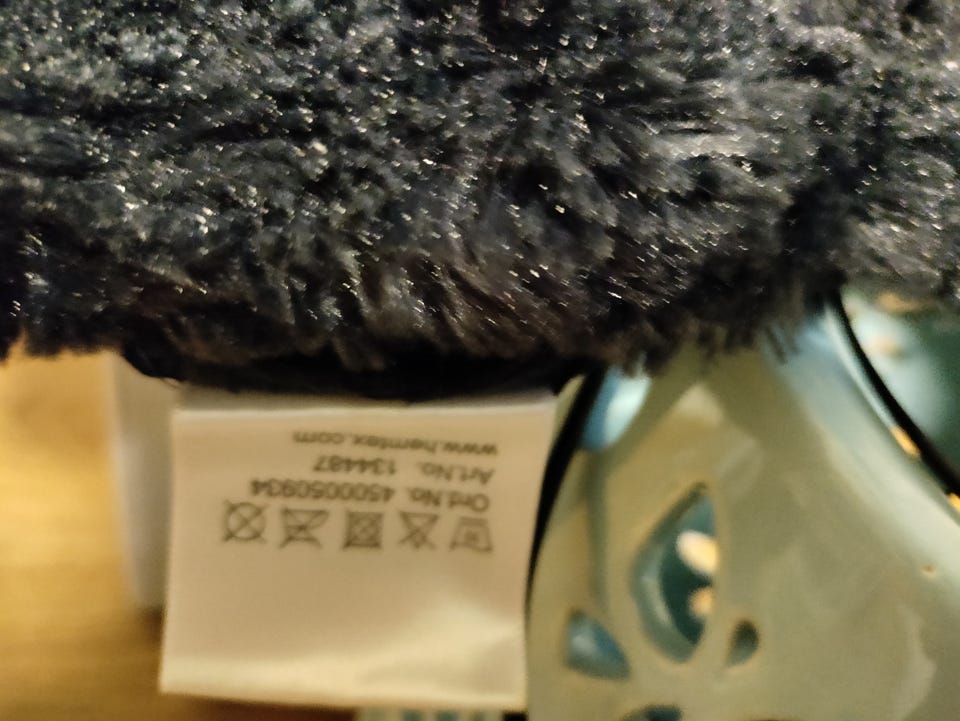 Ord.No. 4500050934
Art.No. 134487
www.hemtex.com